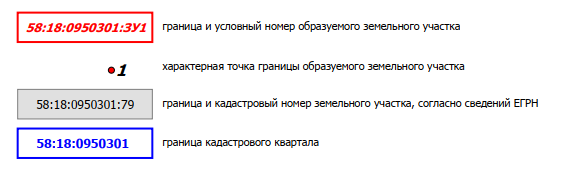 58:18:0950301:ЗУ1 граница и условный номер образуемого земельного участка
1 характерная точка границы образуемого земельного участка
58:18:0950301:79 граница и кадастровый номер земельного участка, согласно сведений ЕГРН
58:18:0950301 граница кадастрового квартала